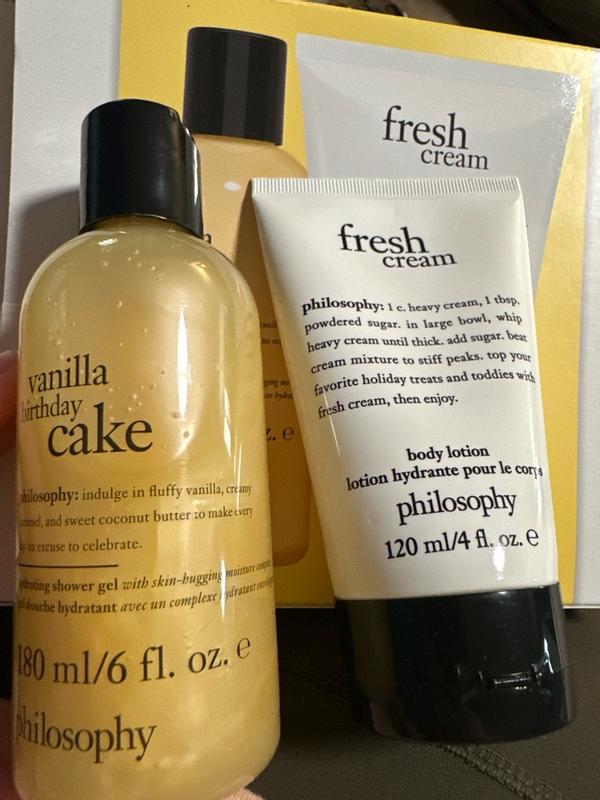 fresh
cream
vanilla
birthday
cake
philosophy: indulge in fluffy vanilla, creamy
caramel, and sweet coconut butter to make every
an excuse to celebrate.
hydrating shower gel with skin-hugging moisture
gel douche hydratant avec un complexe hydratant
180 ml/6 fl. oz. e
philosophy
z. e
fresh
cream
philosophy: 1 c. heavy cream, 1 tbsp.
powdered sugar. in large bowl, whip
heavy cream until thick. add sugar. beat
cream mixture to stiff peaks. top your
favorite holiday treats and toddies with
fresh cream, then enjoy.
body lotion
lotion hydrante pour le corps
philosophy
120 ml/4 fl. oz. e